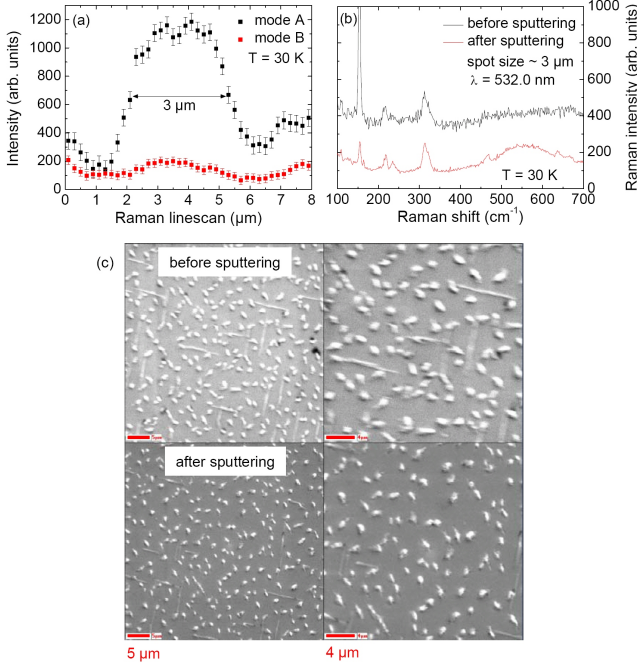 (a)
mode A
mode B
T = 30 K
3 μm
Intensity (arb. units)
1200
1000
800
600
400
200
0
0 1 2 3 4 5 6 7 8
Raman linescan (μm)
(b)
before sputtering
after sputtering
spot size ~ 3 μm
λ = 532.0 nm
T = 30 K
1000
800
600
400
200
0
Raman intensity (arb. units)
100 200 300 400 500 600 700
Raman shift (cm-1)
(c)
before sputtering
after sputtering
5 μm
4 μm